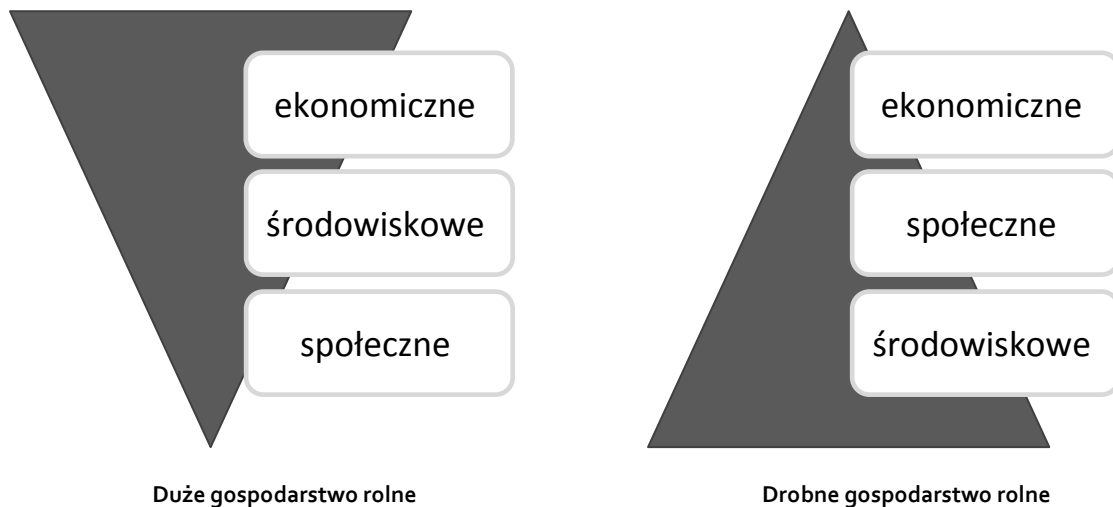 ekonomiczne
środowiskowe
społeczne
Duże gospodarstwo rolne
ekonomiczne
społeczne
środowiskowe
Drobne gospodarstwo rolne